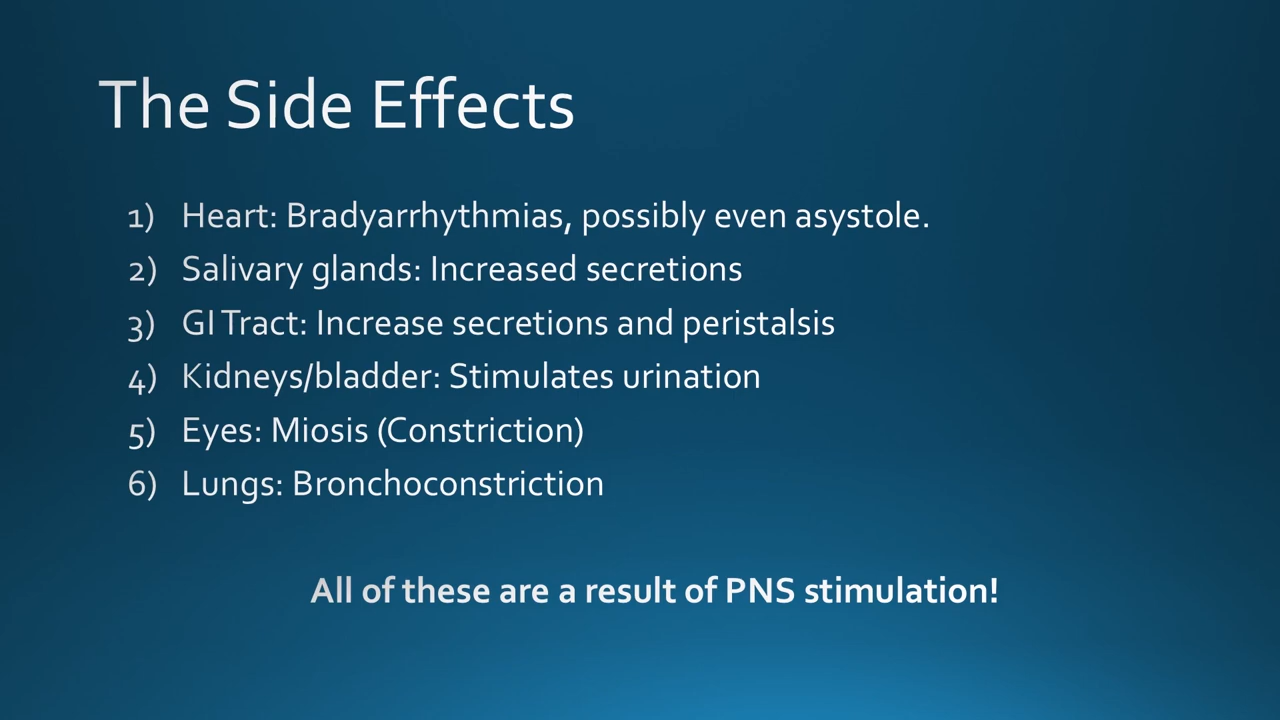 The Side Effects
1) Heart: Bradyarrhythmias, possibly even asystole.
2) Salivary glands: Increased secretions
3) GI Tract: Increase secretions and peristalsis
4) Kidneys/bladder: Stimulates urination
5) Eyes: Miosis (Constriction)
6) Lungs: Bronchoconstriction
All of these are a result of PNS stimulation!